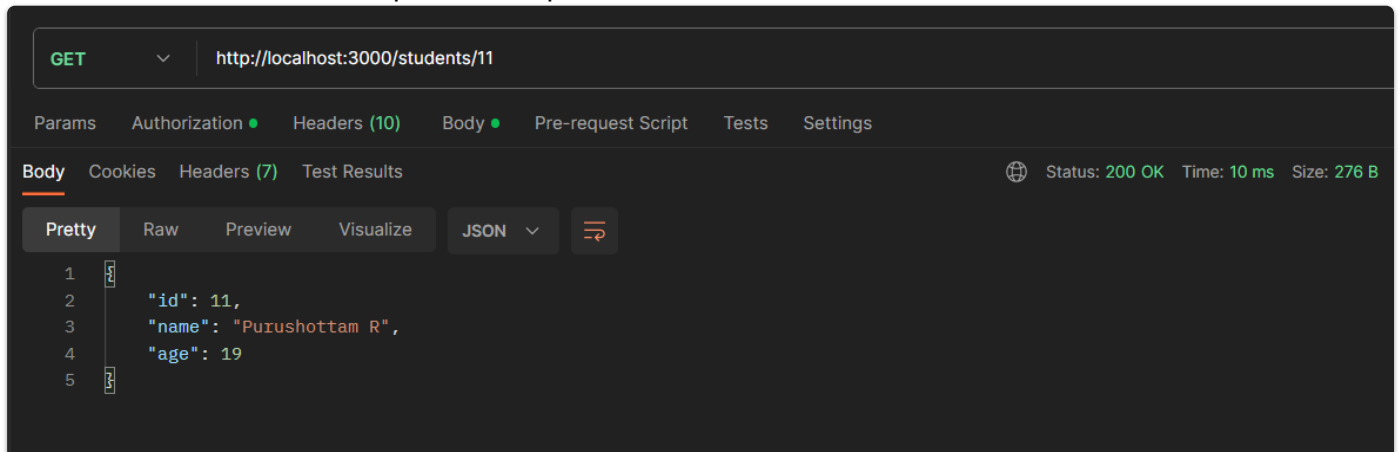 GET http://localhost:3000/students/11
Params Authorization Headers (10) Body Pre-request Script Tests Settings
Body Cookies Headers (7) Test Results Status: 200 OK Time: 10 ms Size: 276 B
Pretty Raw Preview Visualize JSON
1 {
2 "id": 11,
3 "name": "Purushottam R",
4 "age": 19
5 }